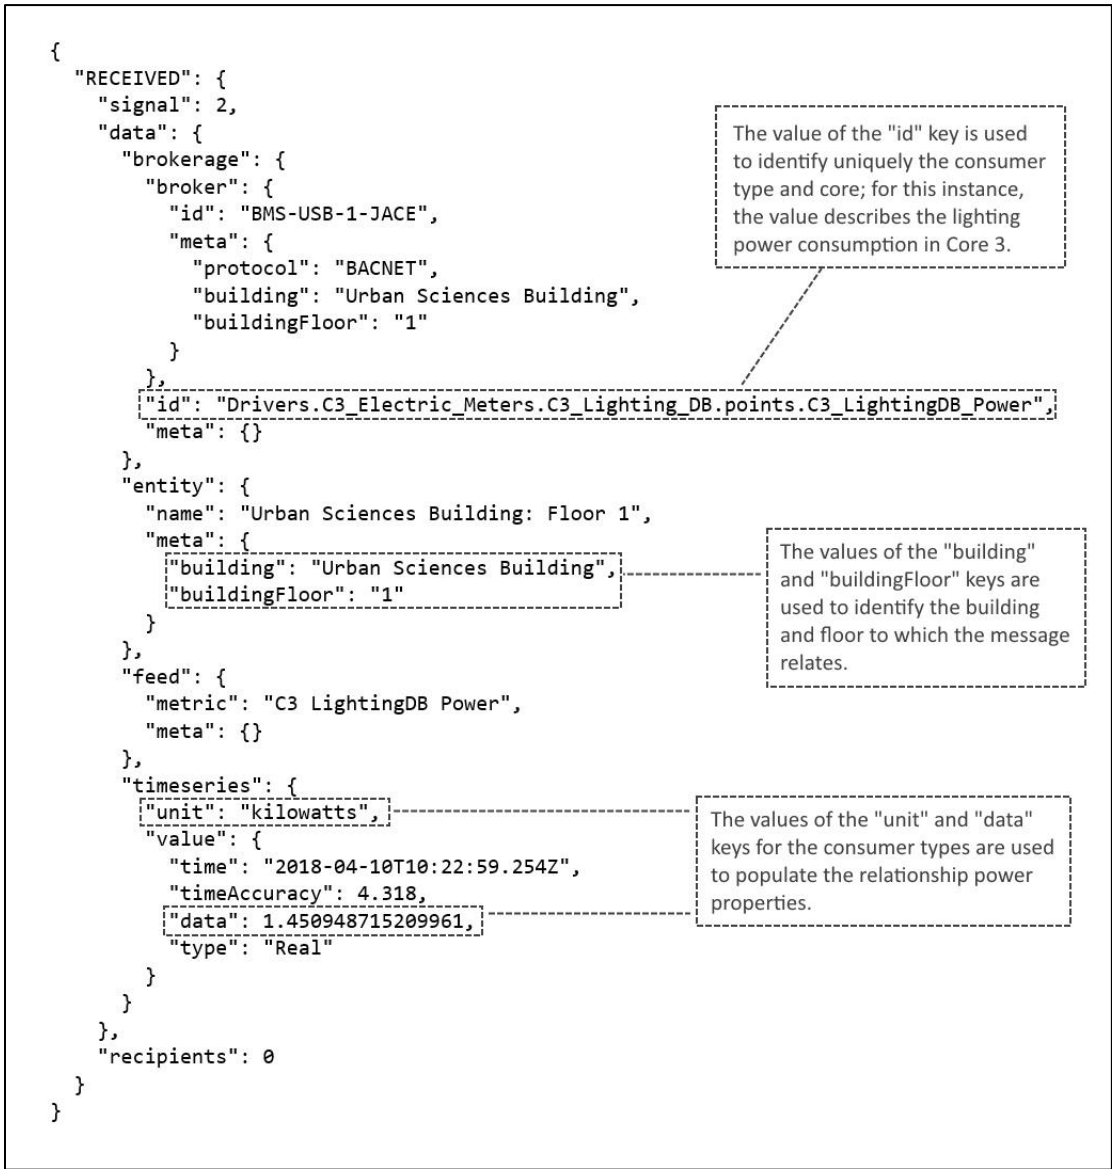 {
"RECEIVED": {
"signal": 2,
"data": {
"brokerage": {
"broker": {
"id": "BMS-USB-1-JACE",
"meta": {
"protocol": "BACNET",
"building": "Urban Sciences Building",
"buildingFloor": "1"
}
},
"id": "Drivers.C3_Electric_Meters.C3_Lighting_DB.points.C3_LightingDB_Power",
"meta": {}
},
"entity": {
"name": "Urban Sciences Building: Floor 1",
"meta": {
"building": "Urban Sciences Building",
"buildingFloor": "1"
}
},
"feed": {
"metric": "C3 LightingDB Power",
"meta": {}
},
"timeseries": {
"unit": "kilowatts",
"value": {
"time": "2018-04-10T10:22:59.254Z",
"timeAccuracy": 4.318,
"data": 1.450948715209961,
"type": "Real"
}
}
},
"recipients": 0
}
}
The value of the "id" key is used
to identify uniquely the consumer
type and core; for this instance,
the value describes the lighting
power consumption in Core 3.
The values of the "building"
and "buildingFloor" keys are
used to identify the building
and floor to which the message
relates.
The values of the "unit" and "data"
keys for the consumer types are used
to populate the relationship power
properties.